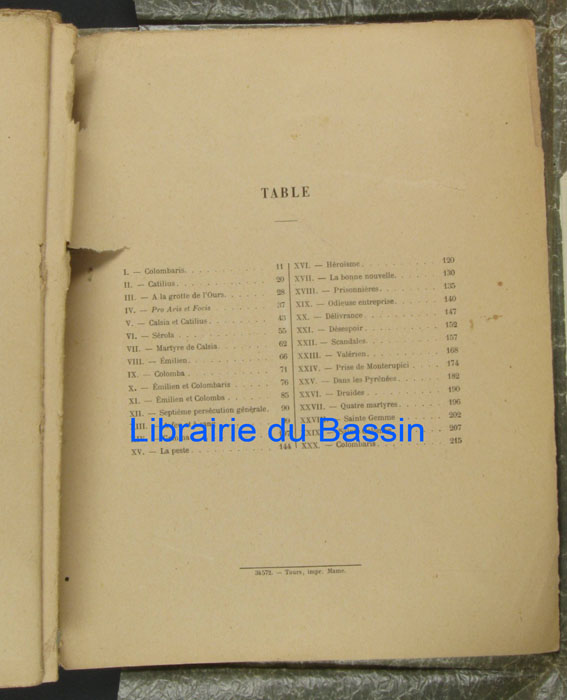 TABLE
I. — Colombaris. 11
II. — Catilius. 20
III. — A la grotte de l'Ours. 28
IV. — Pro Aris et Focis 37
V. — Calsia et Catilius. 43
VI. — Sérola 55
VII. — Martyre de Calsia. 62
VIII. — Émilien. 66
IX. — Colomba. 71
X. — Émilien et Colombaris 76
XI. — Émilien et Colomba 85
XII. — Septième persécution générale. 90
XV. — La peste 144
XVI. — Héroïsme. 120
XVII. — La bonne nouvelle. 130
XVIII. — Prisonnières. 135
XIX. — Odieuse entreprise. 140
XX. — Délivrance. 147
XXI. — Désespoir. 152
XXII. — Scandales. 157
XXIII. — Valérien. 168
XXIV. — Prise de Monterupici 174
XXV. — Dans les Pyrénées. 182
XXVI. — Druides 190
XXVII. — Quatre martyres 196
— Sainte Gemma 202
207
XXX. — Colombaris. 215
Librairie du Bassin
34572. — Tours, impr. Mame.